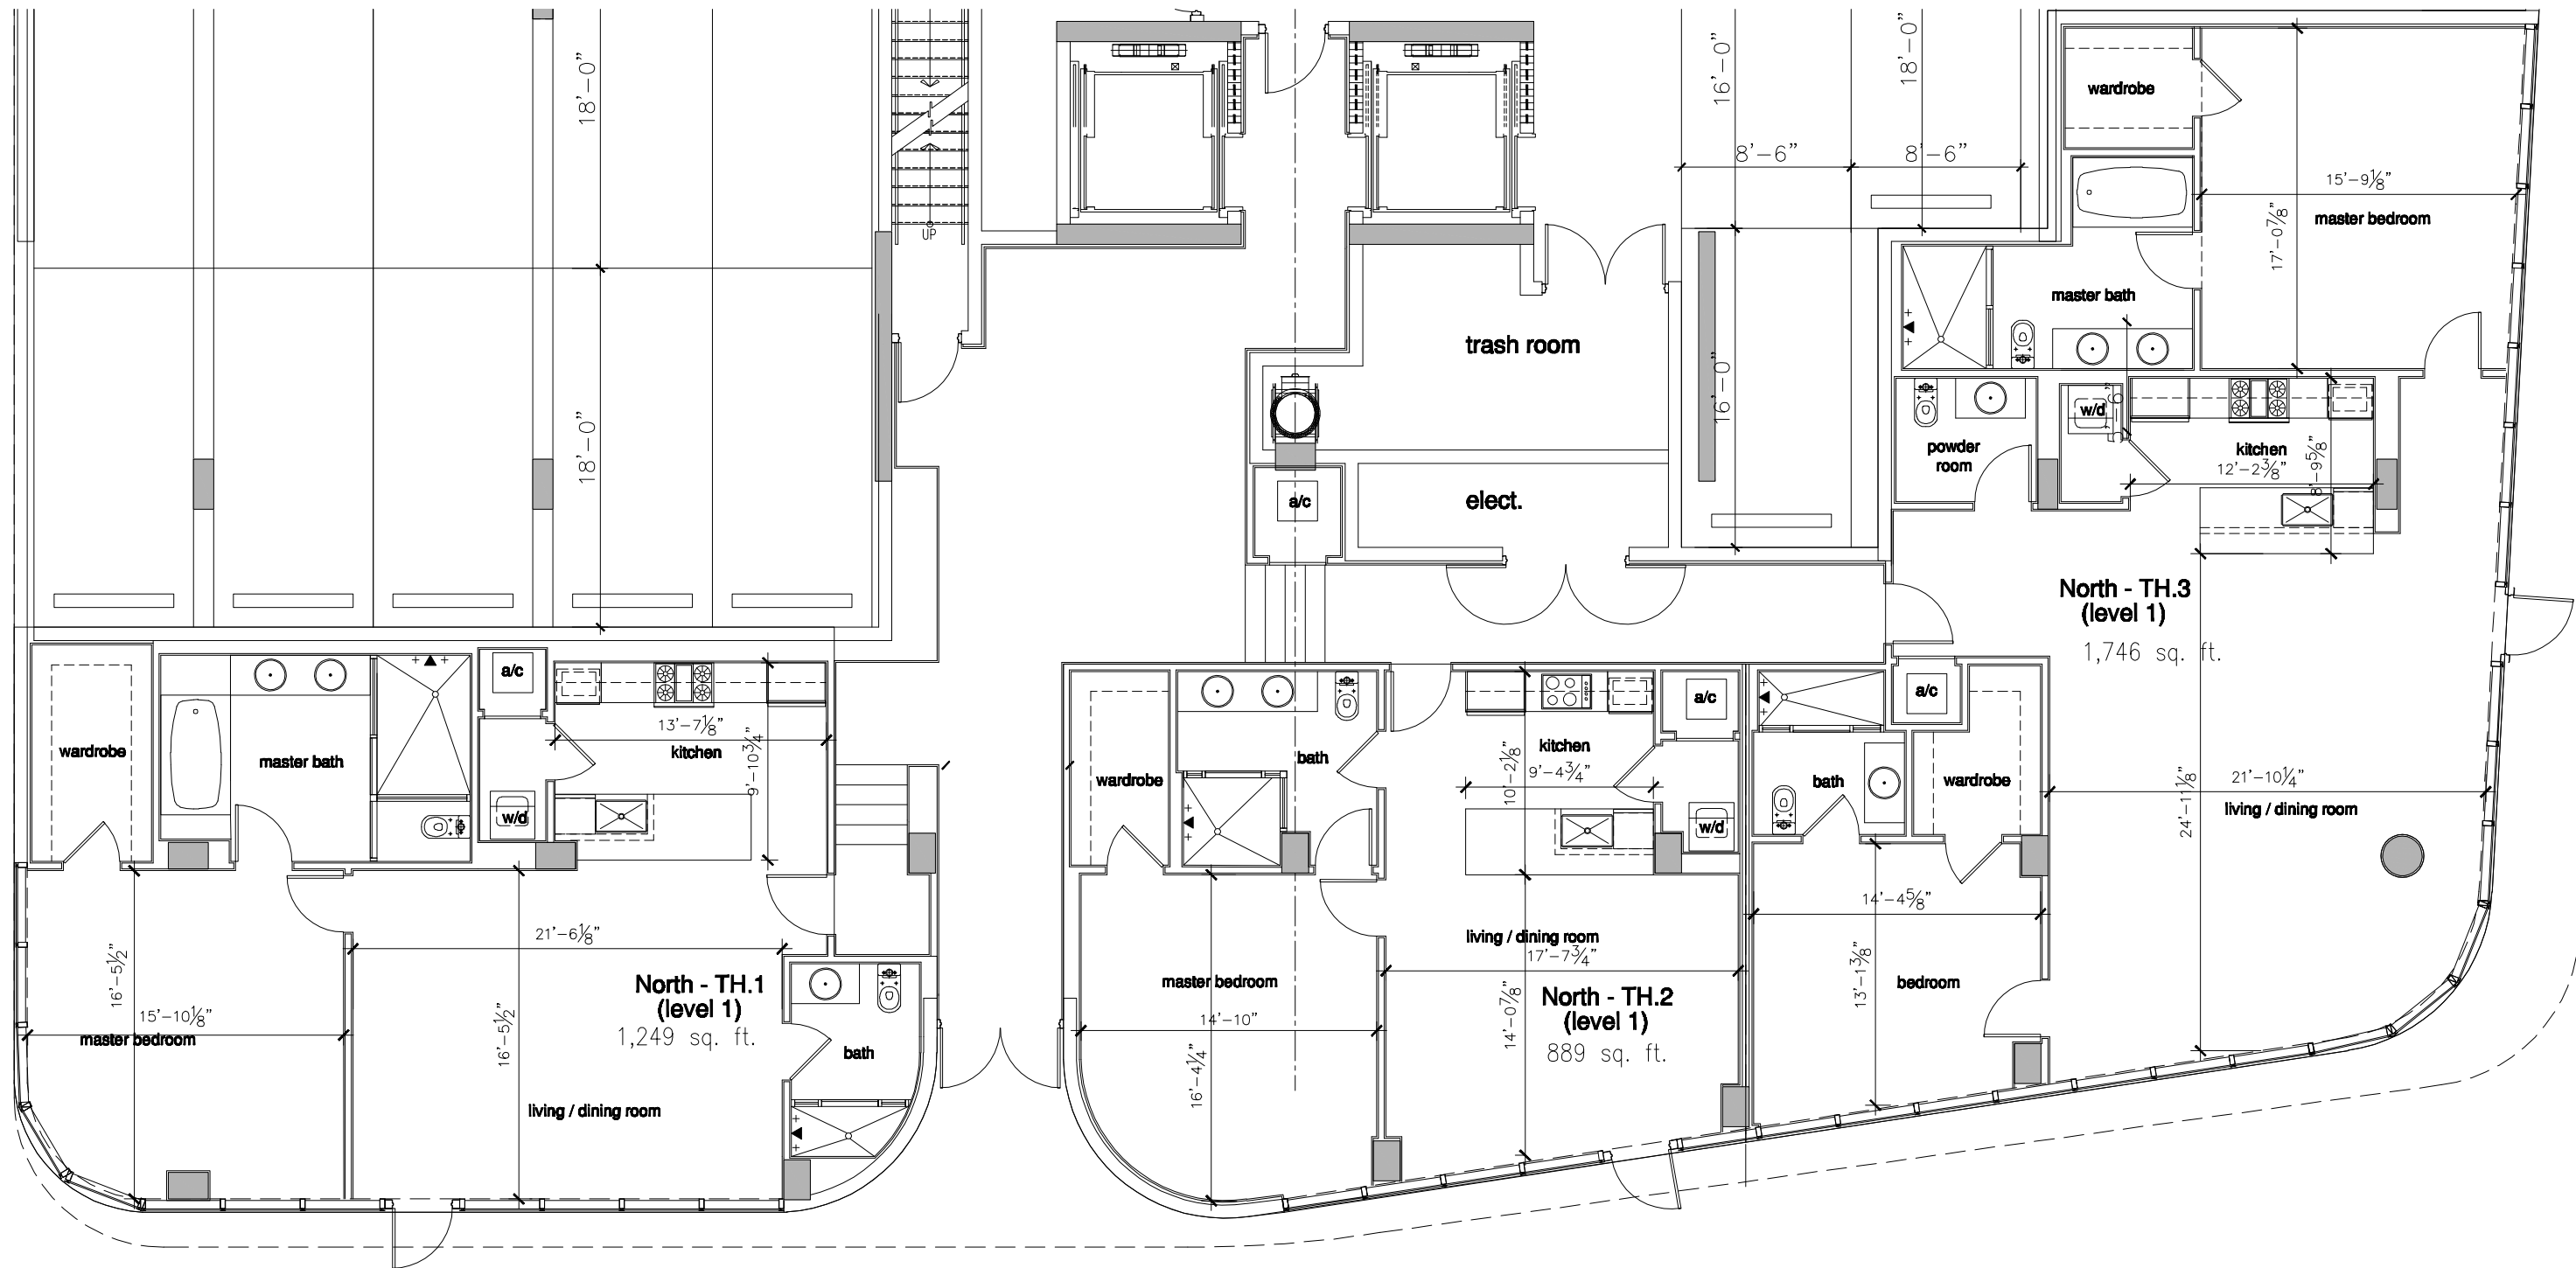 18'-0"
18'-0"
UP
16'-0"
18'-0"
8'-6"
8'-6"
16'-0"
trash room
elect.
a/c
wardrobe
15'-9⅛"
master bedroom
17'-0⅞"
master bath
w/d
powder
room
kitchen
12'-2⅜"
8'-9⅝"
North - TH.3
(level 1)
1,746 sq. ft.
21'-10¼"
living / dining room
24'-11⅛"
wardrobe
master bath
a/c
13'-7⅛"
kitchen
9'-10¾"
w/d
16'-5½"
15'-10⅛"
master bedroom
21'-6⅛"
16'-5½"
North - TH.1
(level 1)
1,249 sq. ft.
living / dining room
bath
wardrobe
bath
kitchen
9'-4¾"
10'-2⅛"
a/c
w/d
living / dining room
17'-7¾"
master bedroom
14'-10"
16'-4¼"
14'-0⅞"
North - TH.2
(level 1)
889 sq. ft.
a/c
bath
wardrobe
14'-4⅝"
13'-1⅜"
bedroom